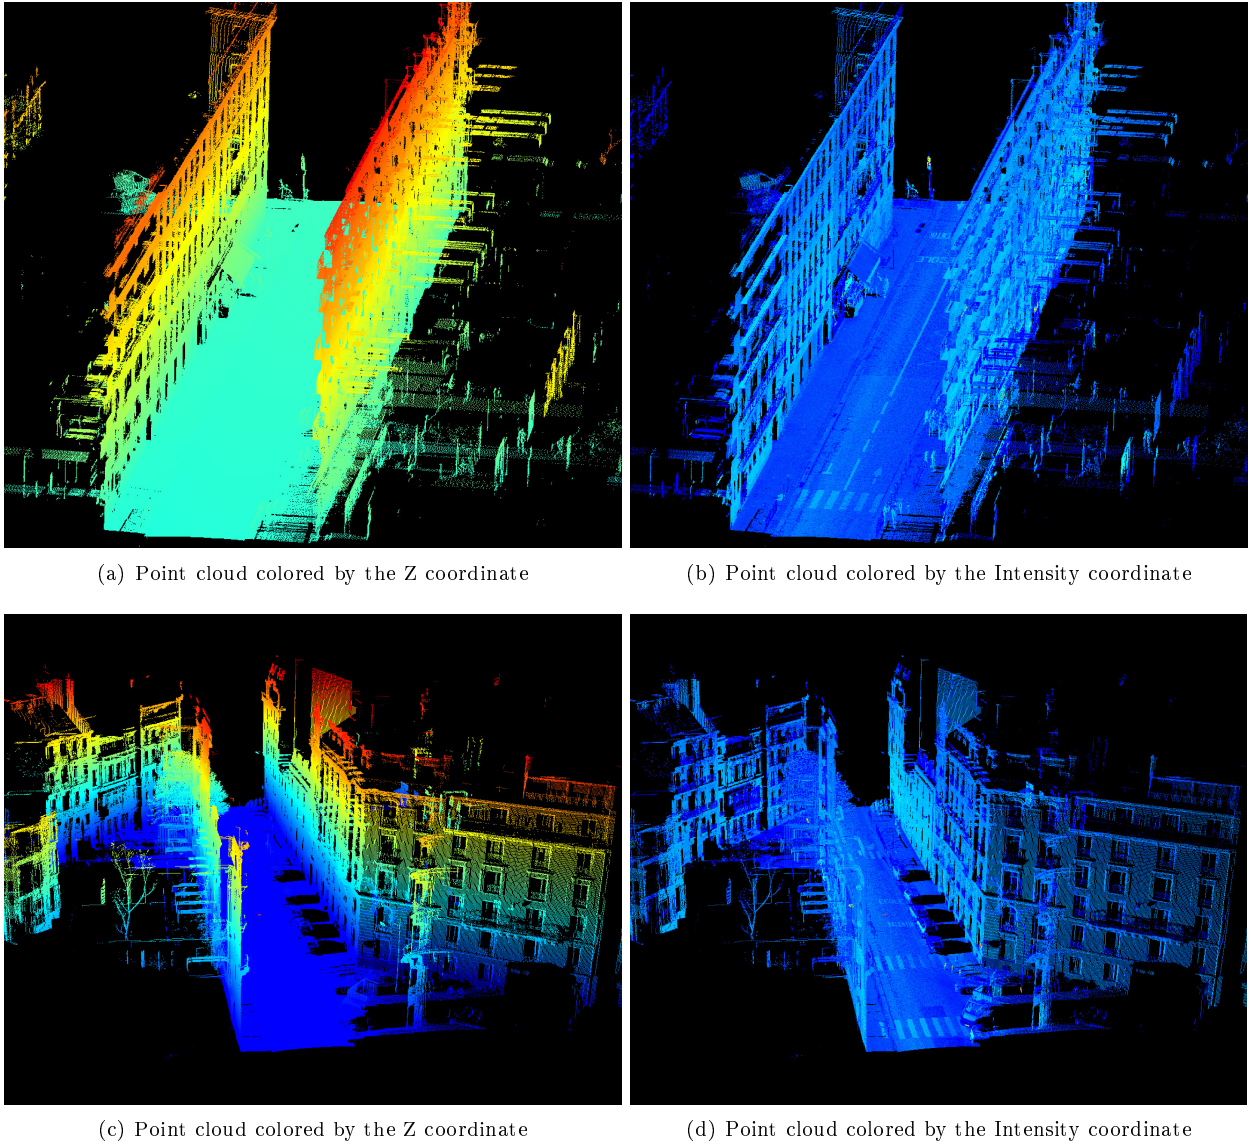 (a) Point cloud colored by the Z coordinate
(b) Point cloud colored by the Intensity coordinate
(c) Point cloud colored by the Z coordinate
(d) Point cloud colored by the Intensity coordinate